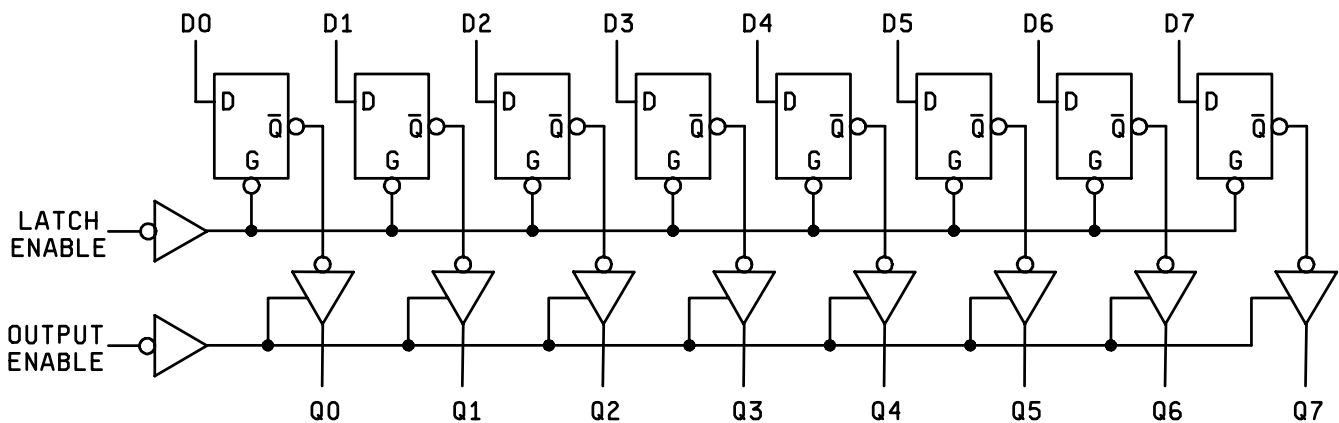 D0 D1 D2 D3 D4 D5 D6 D7
D D D D D D D D
Q̅ Q̅ Q̅ Q̅ Q̅ Q̅ Q̅ Q̅
G G G G G G G G
LATCH
ENABLE
OUTPUT
ENABLE
Q0 Q1 Q2 Q3 Q4 Q5 Q6 Q7